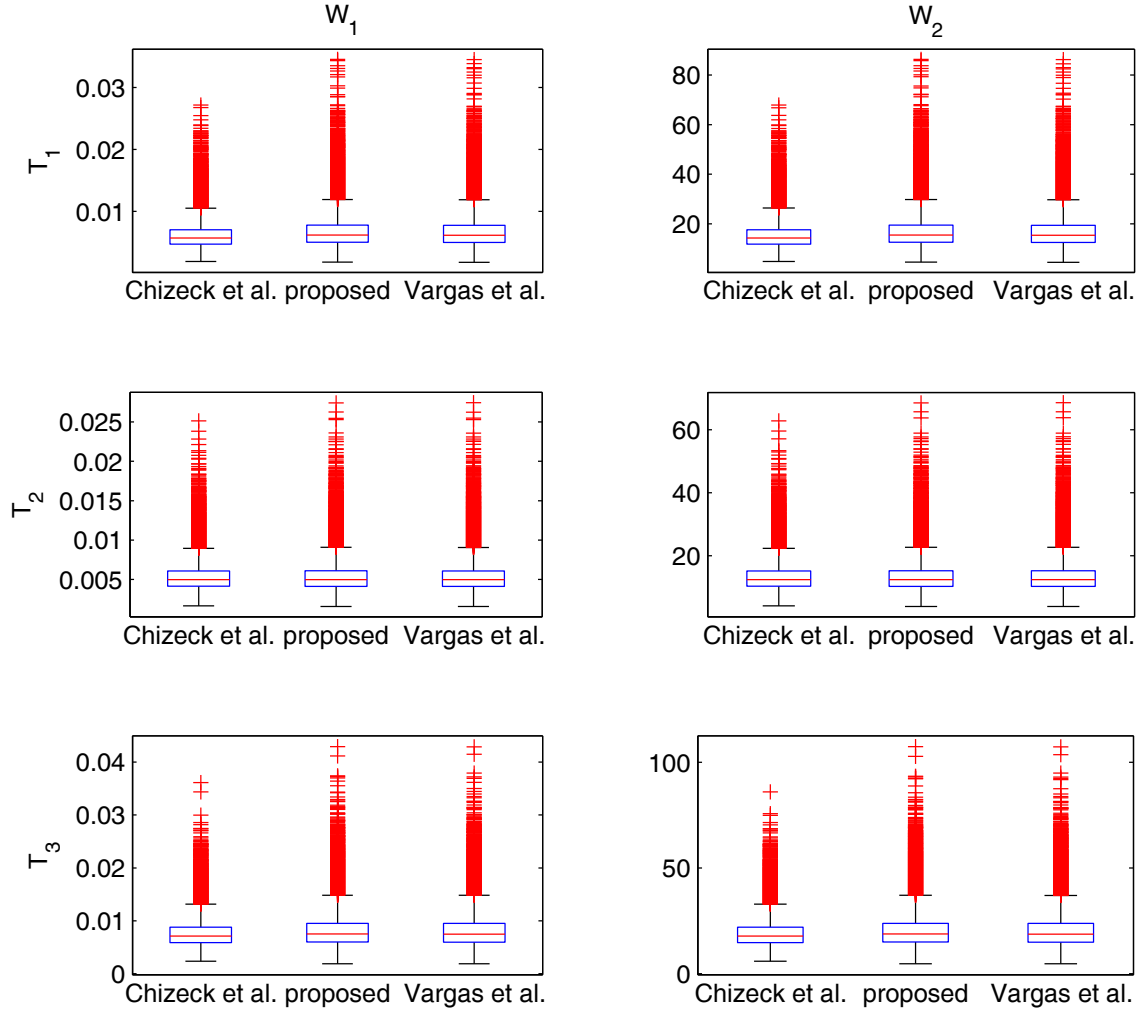 W1 W2
T1
0.03
0.02
0.01
80
60
40
20
Chizeck et al. proposed Vargas et al.
Chizeck et al. proposed Vargas et al.
T2
0.025
0.02
0.015
0.01
0.005
60
40
20
Chizeck et al. proposed Vargas et al.
Chizeck et al. proposed Vargas et al.
T3
0.04
0.03
0.02
0.01
0
100
50
0
Chizeck et al. proposed Vargas et al.
Chizeck et al. proposed Vargas et al.